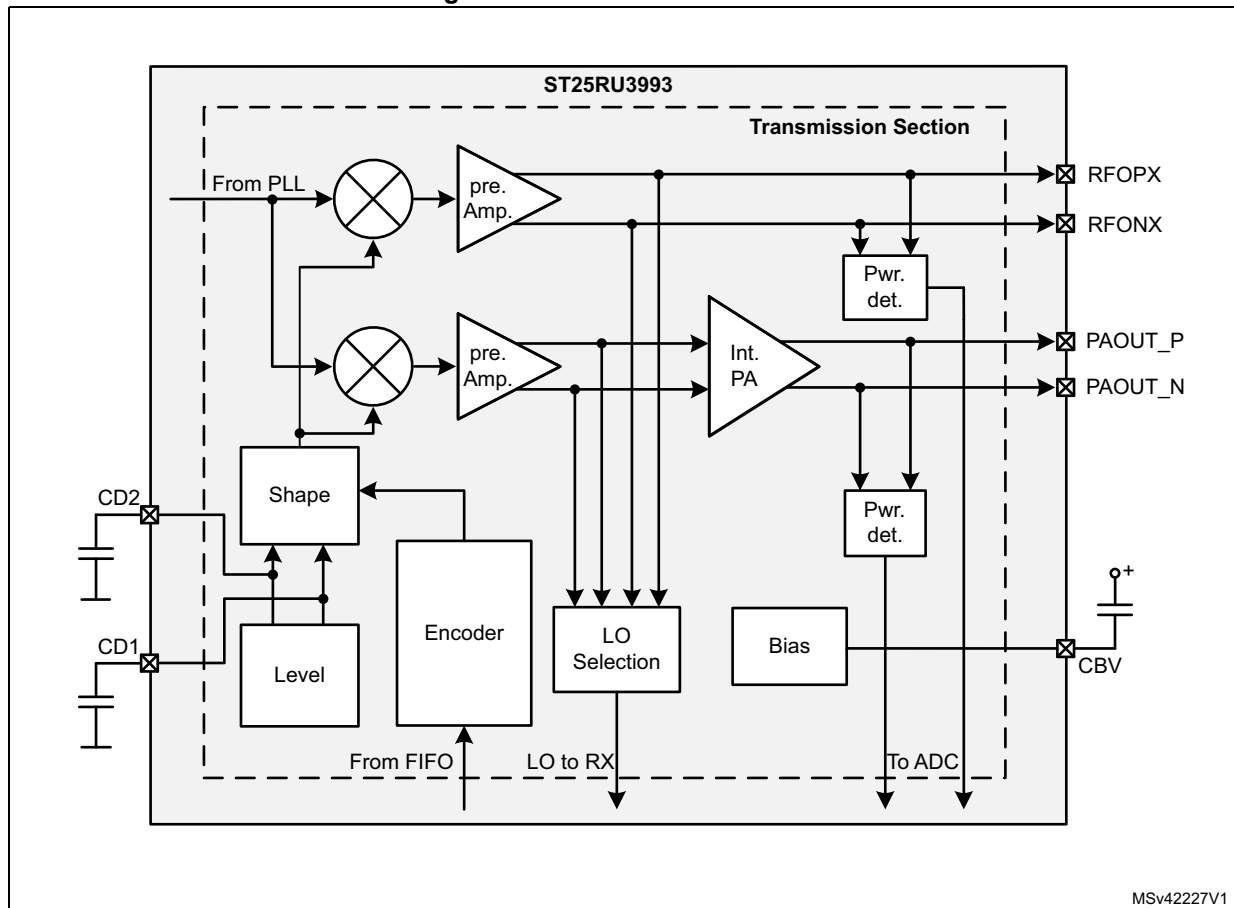 g
ST25RU3993
Transmission Section
From PLL
pre.
Amp.
RFOPX
RFONX
Pwr.
det.
pre.
Amp.
Int.
PA
PAOUT_P
PAOUT_N
CD2
Shape
Pwr.
det.
Encoder
+
CD1
Level
LO
Selection
Bias
CBV
From FIFO
LO to RX
To ADC
MSv42227V1